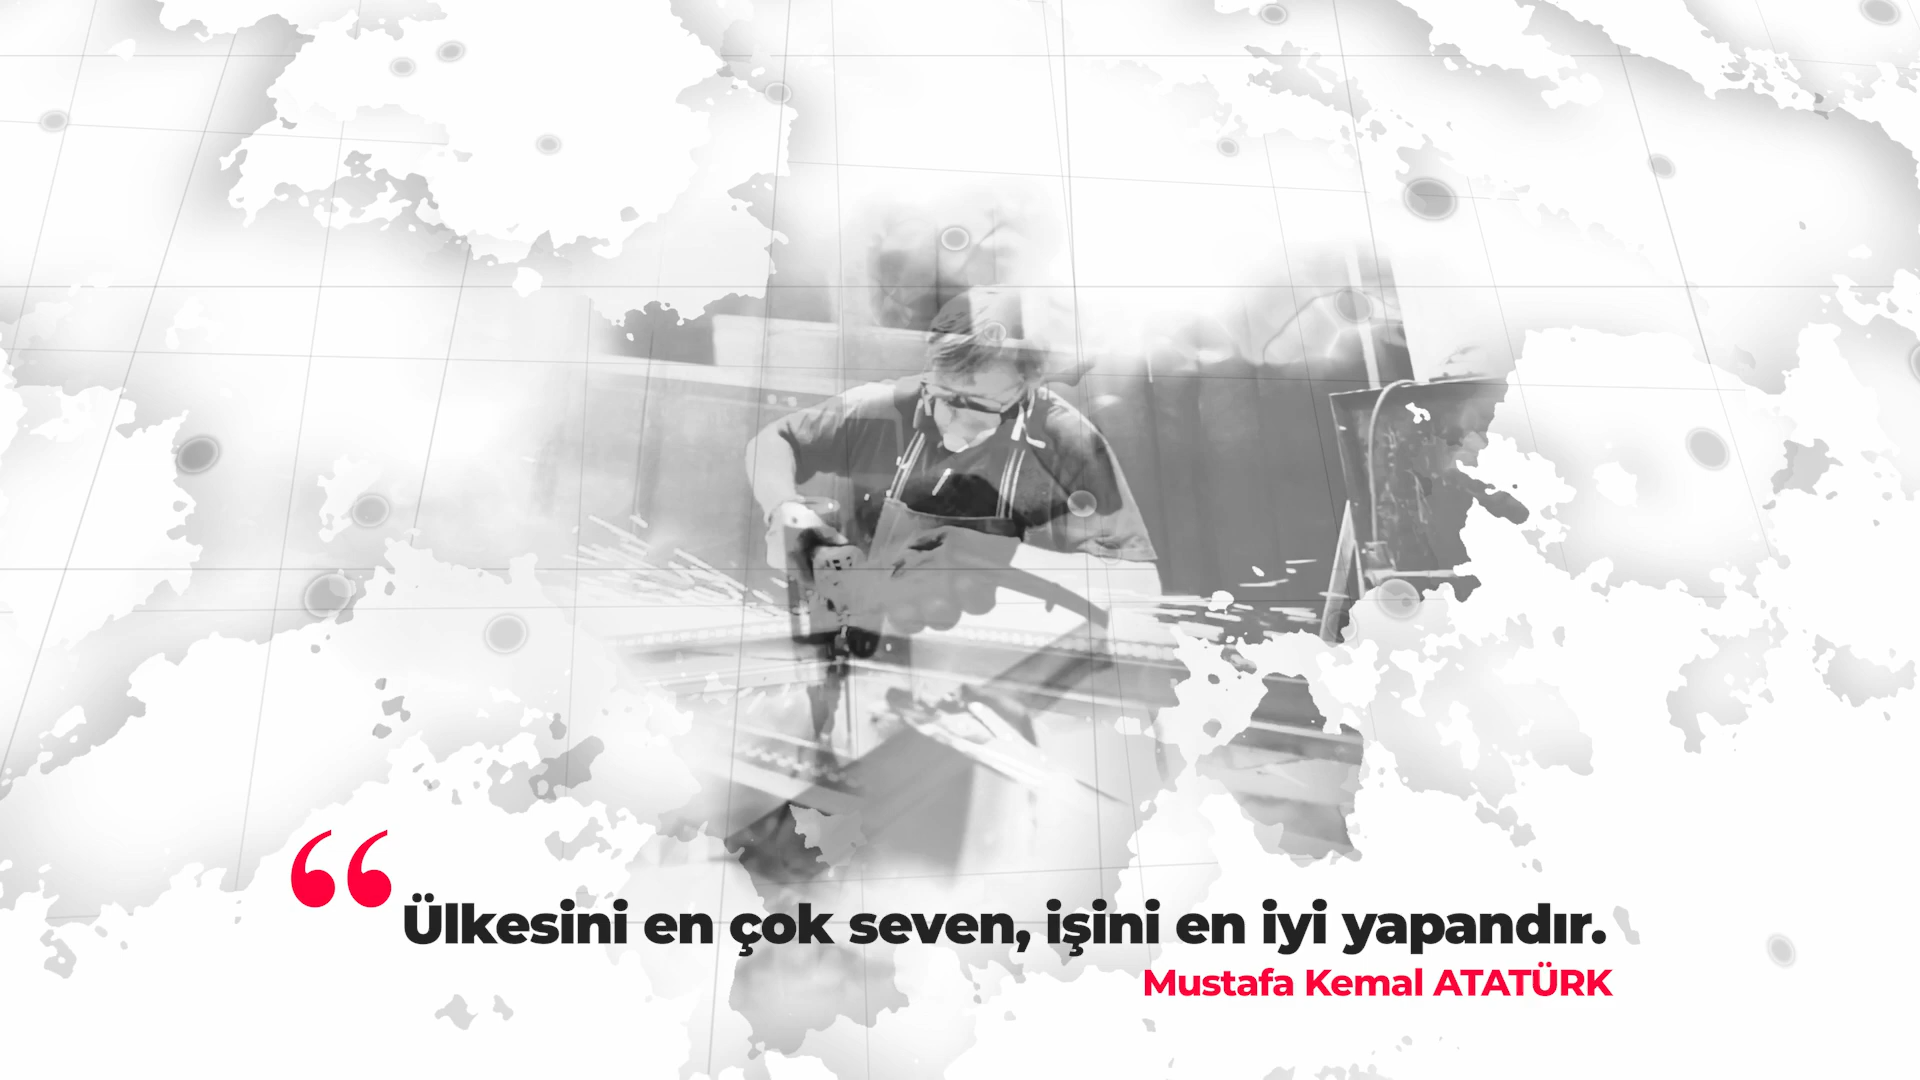 “Ülkesini en çok seven, işini en iyi yapandır.
Mustafa Kemal ATATÜRK